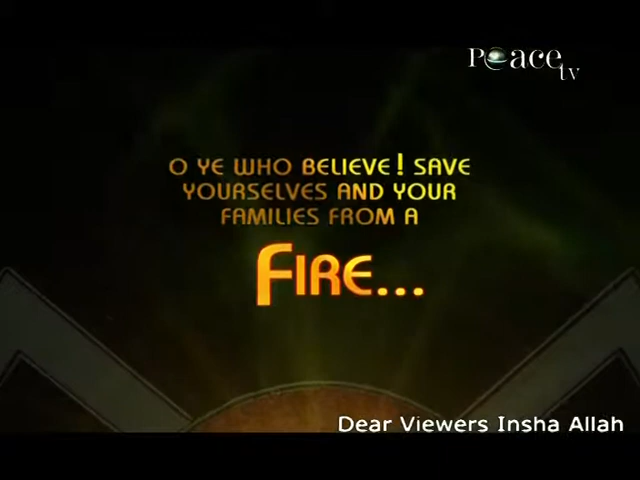 Peace tv
O YE WHO BELIEVE! SAVE
YOURSELVES AND YOUR
FAMILIES FROM A
FIRE...
Dear Viewers Insha Allah